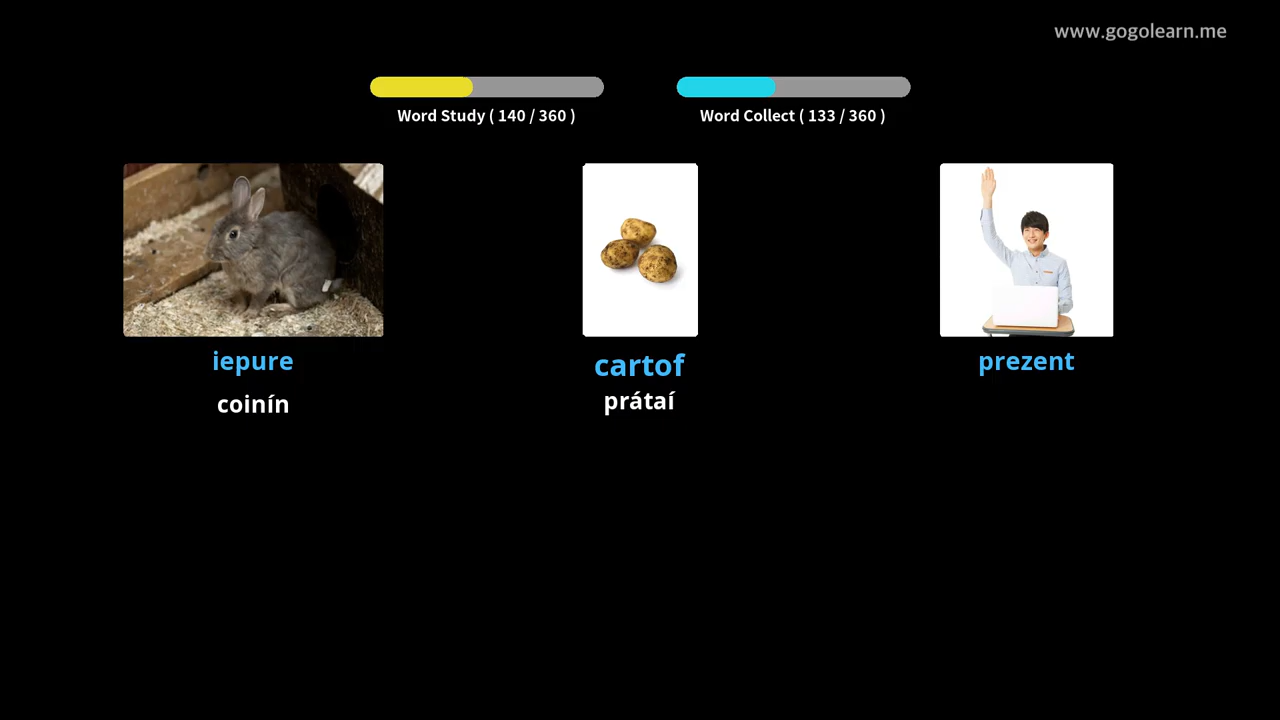 www.gogolearn.me
Word Study ( 140 / 360 )
Word Collect ( 133 / 360 )
iepure
cartof
prezent
coinín
prátaí